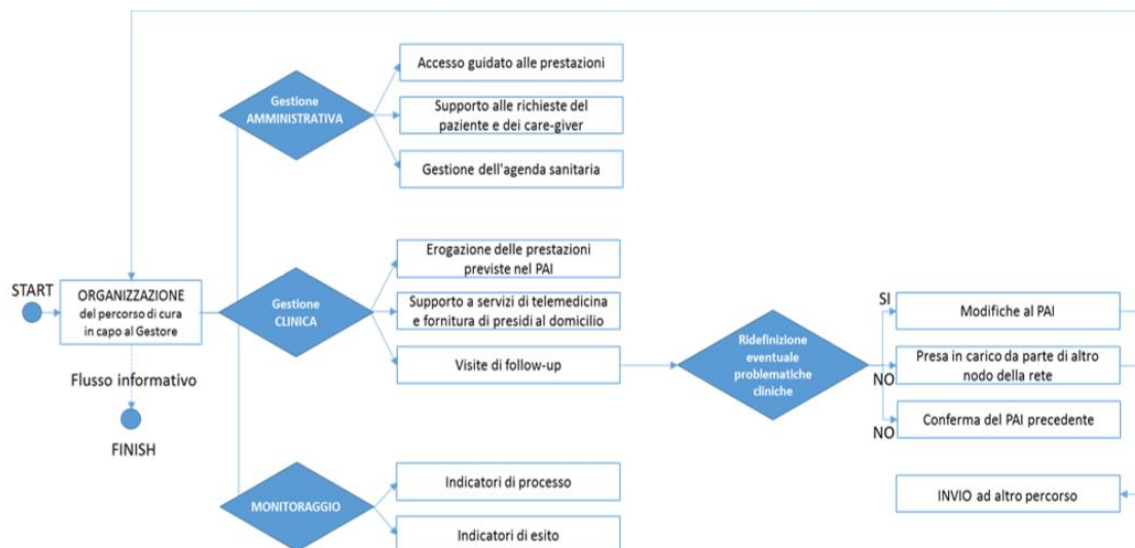 START
ORGANIZZAZIONE
del percorso di cura
in capo al Gestore
Flusso informativo
FINISH
Gestione
AMMINISTRATIVA
Accesso guidato alle prestazioni
Supporto alle richieste del
paziente e dei care-giver
Gestione dell'agenda sanitaria
Gestione
CLINICA
Erogazione delle prestazioni
previste nel PAI
Supporto a servizi di telemedicina
e fornitura di presidi al domicilio
Visite di follow-up
MONITORAGGIO
Indicatori di processo
Indicatori di esito
Ridefinizione
eventuale
problematiche
cliniche
SI
Modifiche al PAI
NO
Presa in carico da parte di altro
nodo della rete
NO
Conferma del PAI precedente
INVIO ad altro percorso